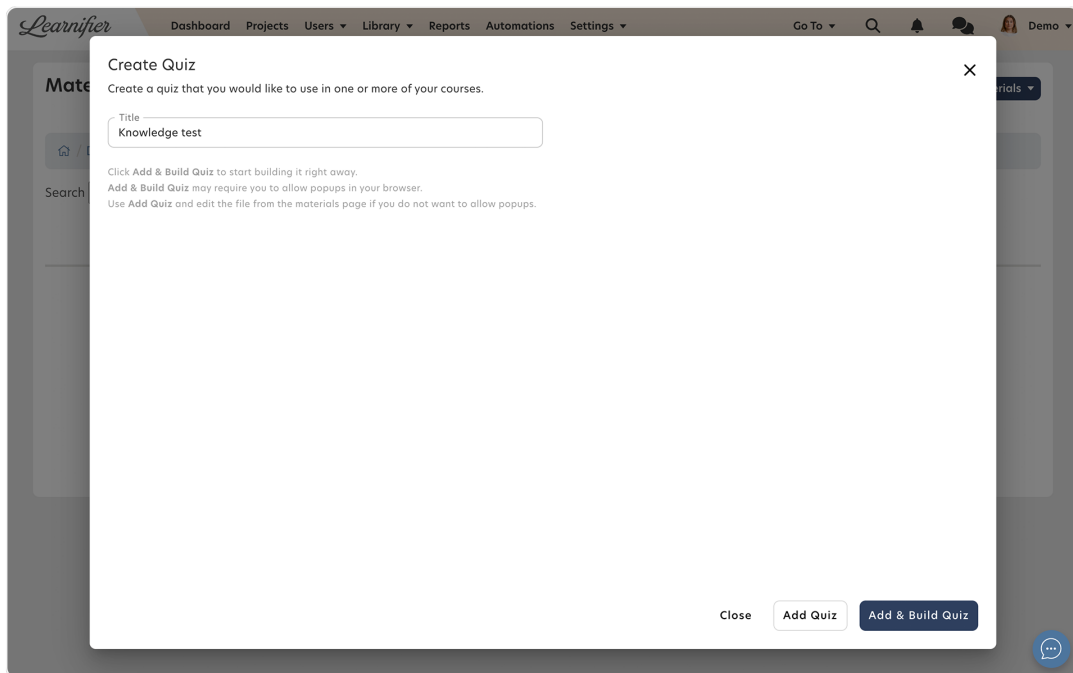 Learnifier
Dashboard Projects Users Library Reports Automations Settings Go To Demo
Create Quiz
Create a quiz that you would like to use in one or more of your courses.
Title
Knowledge test
Search
Click Add & Build Quiz to start building it right away.
Add & Build Quiz may require you to allow popups in your browser.
Use Add Quiz and edit the file from the materials page if you do not want to allow popups.
Close Add Quiz Add & Build Quiz